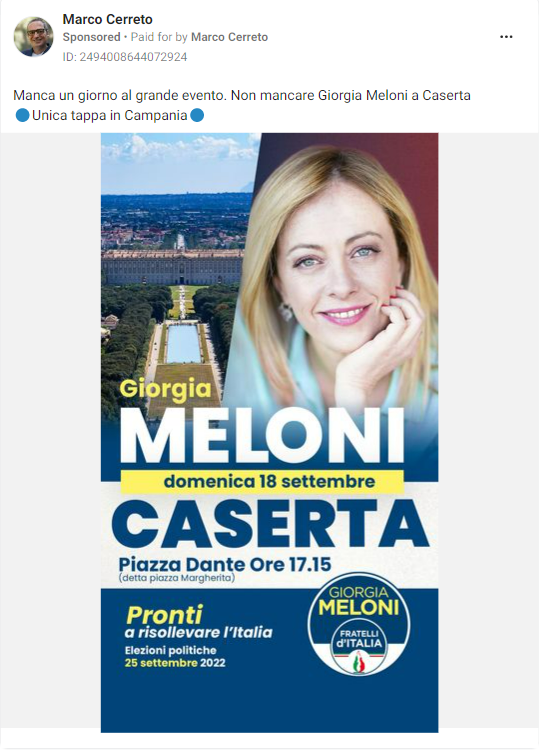 Marco Cerreto
Sponsored • Paid for by Marco Cerreto
ID: 2494008644072924
Manca un giorno al grande evento. Non mancare Giorgia Meloni a Caserta
🔵Unica tappa in Campania🔵
Giorgia
MELONI
domenica 18 settembre
CASERTA
Piazza Dante Ore 17.15
(detta piazza Margherita)
Pronti
a risollevare l'Italia
Elezioni politiche
25 settembre 2022
GIORGIA
MELONI
FRATELLI
d'ITALIA